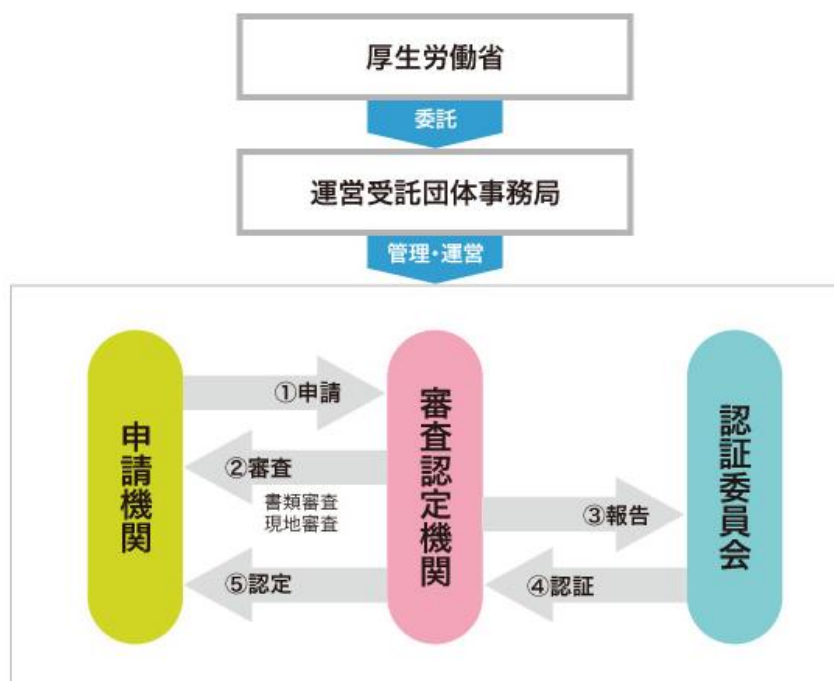 厚生労働省
委託
運営受託団体事務局
管理・運営
申請機関
①申請
②審査
書類審査
現地審査
⑤認定
審査認定機関
③報告
④認証
認証委員会